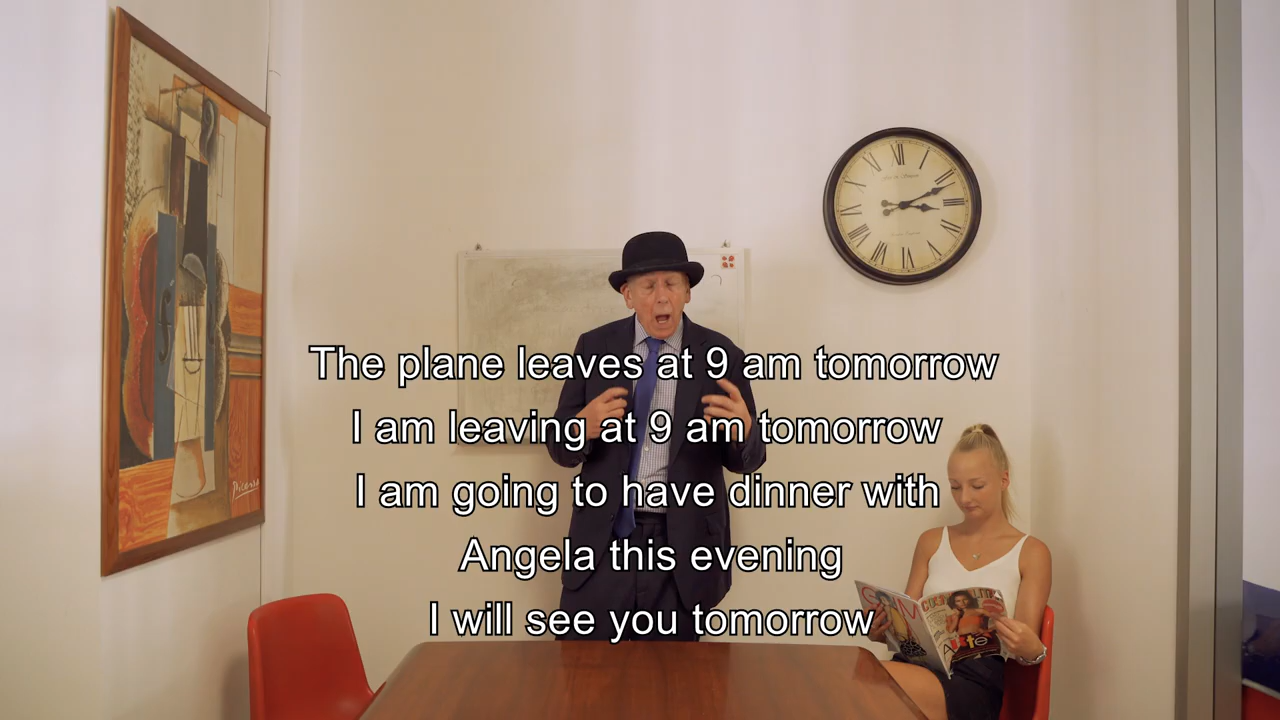 The plane leaves at 9 am tomorrow
I am leaving at 9 am tomorrow
I am going to have dinner with
Angela this evening
I will see you tomorrow
Picasso